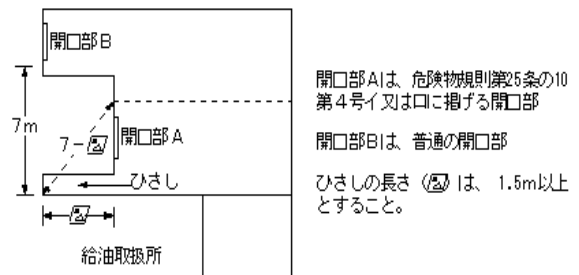 開口部B
開口部Aは、危険物規則第25条の10
第4号イ又はロに掲げる開口部
7m
7-
開口部A
開口部Bは、普通の開口部
ひさし
ひさしの長さ()は、1.5m以上
とすること。
給油取扱所